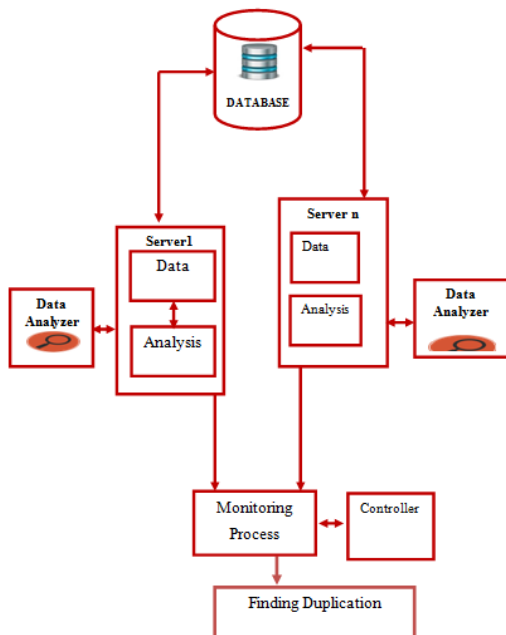 DATABASE
Server n
Server1
Data
Data
Data
Analyzer
Analysis
Analysis
Data
Analyzer
Monitoring
Process
Controller
Finding Duplication